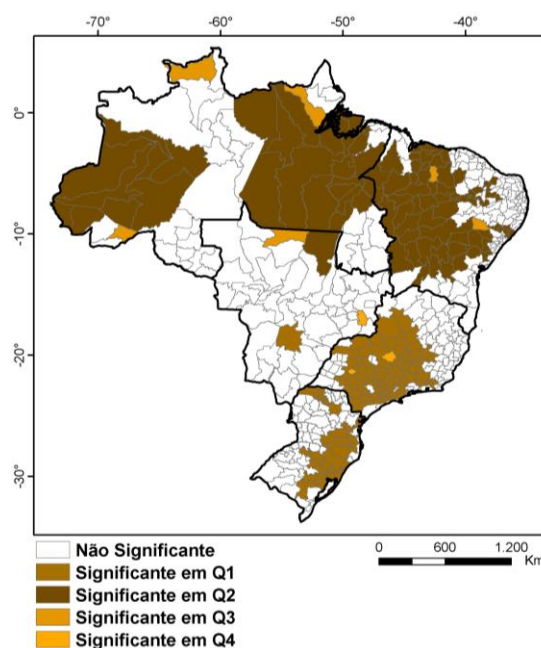 -70° -60° -50° -40°
0°
-10°
-20°
-30°
Não Significante
Significante em Q1
Significante em Q2
Significante em Q3
Significante em Q4
0 600 1.200
Km